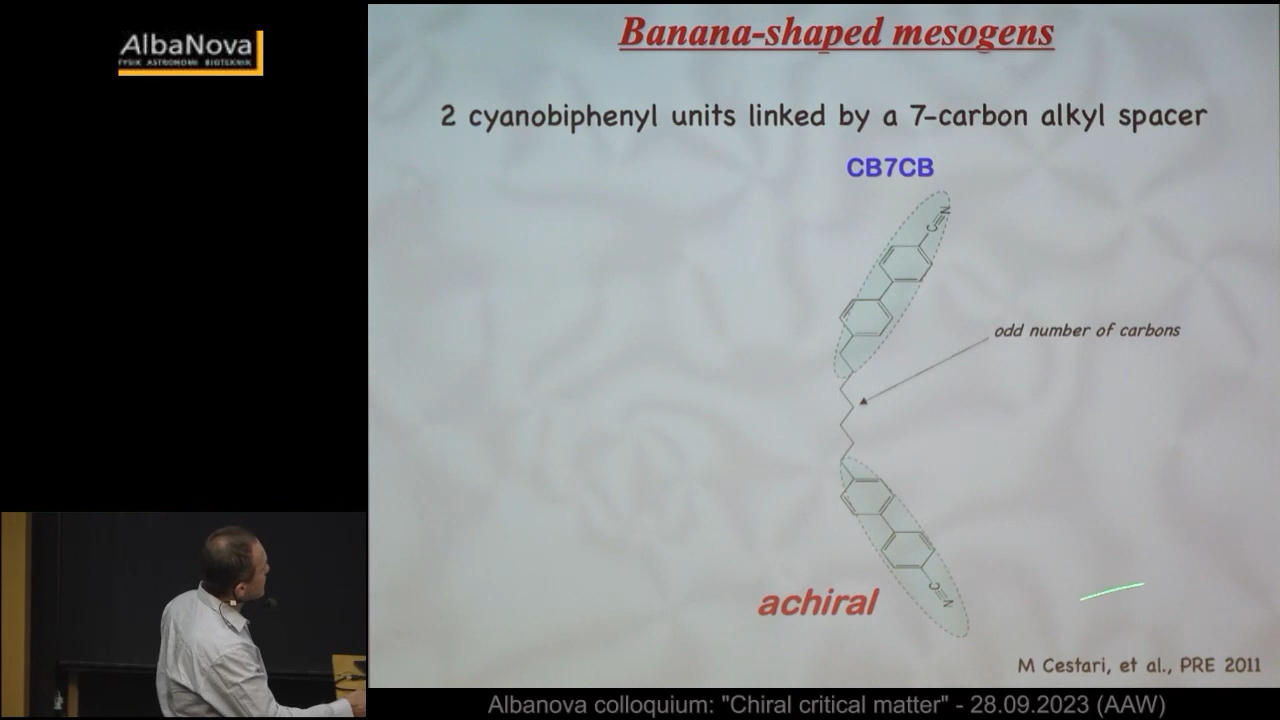 AlbaNova
FYSIK ASTRONOMI BIOTEKNIK
Banana-shaped mesogens
2 cyanobiphenyl units linked by a 7-carbon alkyl spacer
CB7CB
C≡N
odd number of carbons
C≡N
achiral
M Cestari, et al., PRE 2011
Albanova colloquium: "Chiral critical matter" - 28.09.2023 (AAW)